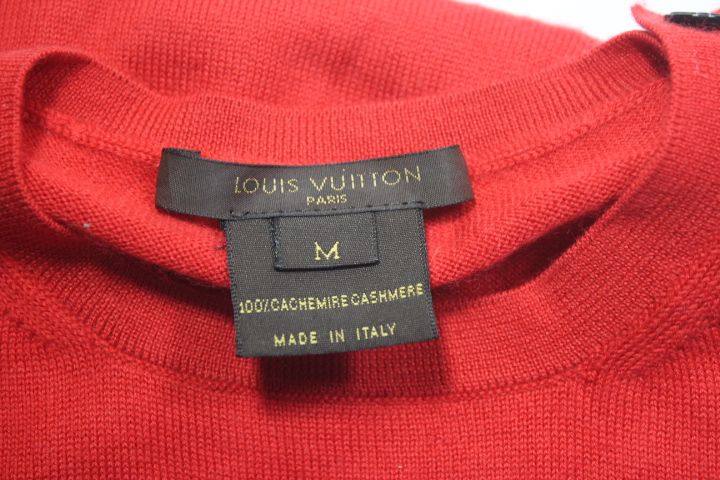 LOUIS VUITTON
PARIS
M
100% CACHEMIRE CASHMERE
MADE IN ITALY